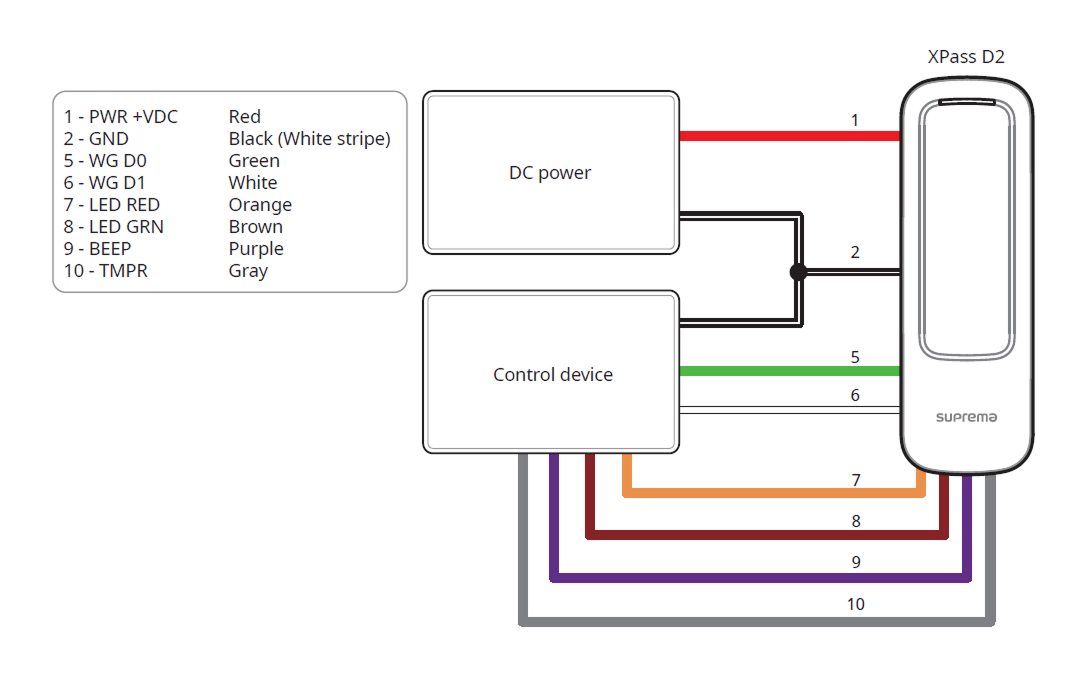 XPass D2
1 - PWR +VDC Red
2 - GND Black (White stripe)
5 - WG D0 Green
6 - WG D1 White
7 - LED RED Orange
8 - LED GRN Brown
9 - BEEP Purple
10 - TMPR Gray
DC power
1
2
Control device
5
6
suprema
7
8
9
10